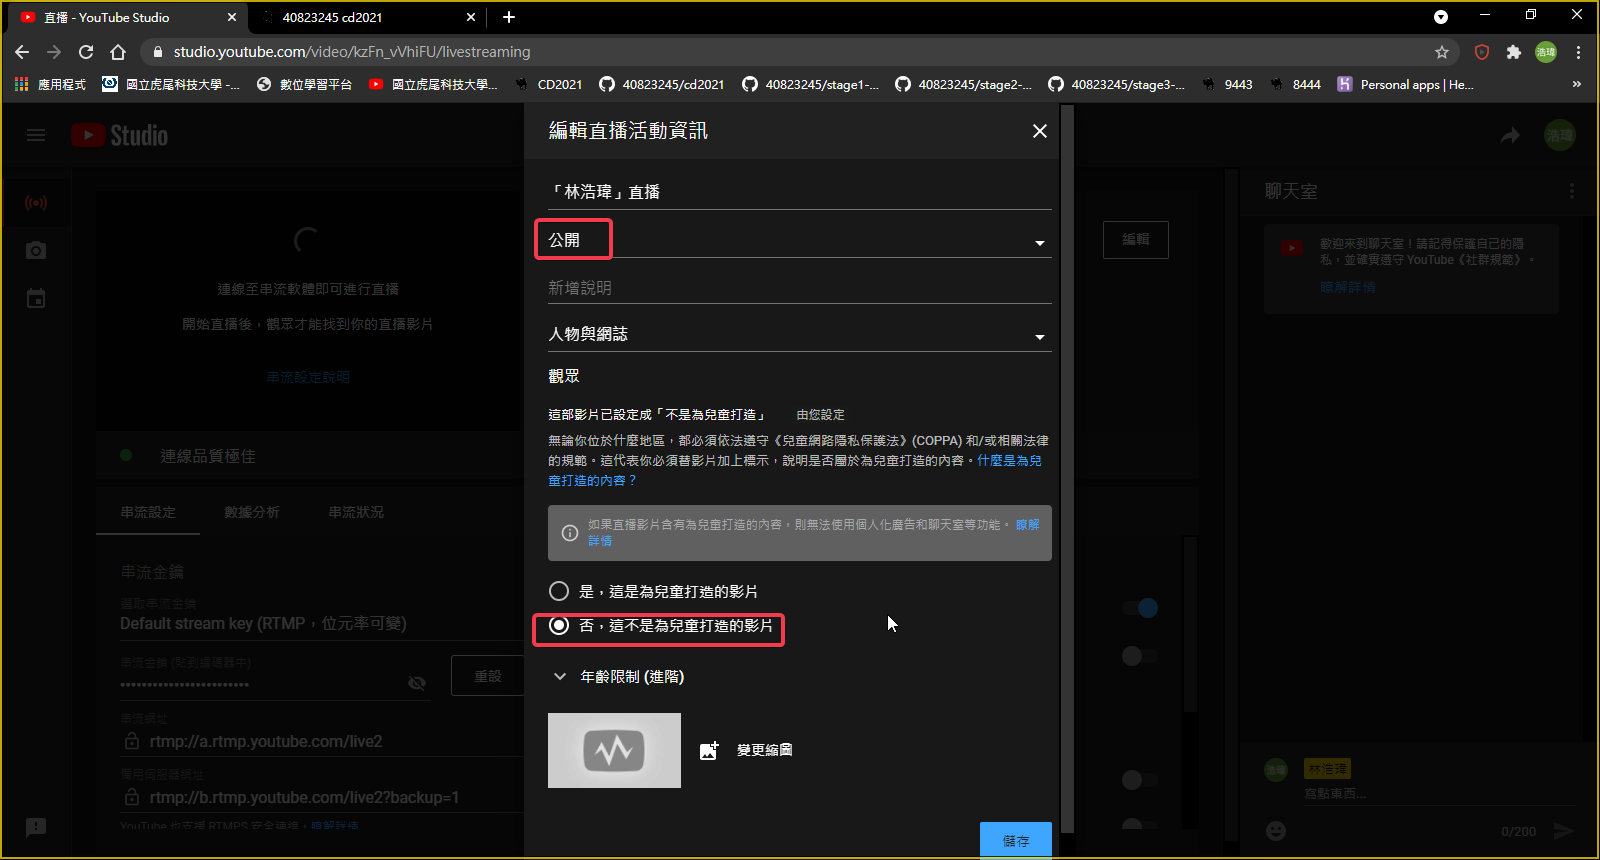 直播 - YouTube Studio
40823245 cd2021
studio.youtube.com/video/kzFn_vVhiFU/livestreaming
浩瑋
應用程式
國立虎尾科技大學 -...
數位學習平台
國立虎尾科技大學...
CD2021
40823245/cd2021
40823245/stage1-...
40823245/stage2-...
40823245/stage3-...
9443
8444
Personal apps | He...
»
Studio
浩瑋
編輯直播活動資訊
「林浩瑋」直播
公開
新增說明
人物與網誌
觀眾
這部影片已設定成「不是為兒童打造」 由您設定
無論你位於什麼地區，都必須依法遵守《兒童網路隱私保護法》(COPPA) 和/或相關法律
的規範。這代表你必須替影片加上標示，說明是否屬於為兒童打造的內容。什麼是為兒
童打造的內容？
如果直播影片含有為兒童打造的內容，則無法使用個人化廣告和聊天室等功能。 瞭解
詳情
是，這是為兒童打造的影片
否，這不是為兒童打造的影片
年齡限制 (進階)
變更縮圖
儲存
連線至串流軟體即可進行直播
開始直播後，觀眾才能找到你的直播影片
串流設定說明
連線品質極佳
串流設定
數據分析
串流狀況
串流金鑰
選取串流金鑰
Default stream key (RTMP，位元率可變)
串流金鑰 (貼到編碼器中)
••••••••••••••••••••••••
重設
串流網址
rtmp://a.rtmp.youtube.com/live2
備用伺服器網址
rtmp://b.rtmp.youtube.com/live2?backup=1
YouTube 也支援 RTMPS 安全連線，瞭解詳情
編輯
聊天室
歡迎來到聊天室！請記得保護自己的隱
私，並確實遵守 YouTube《社群規範》。
瞭解詳情
浩瑋
林浩瑋
寫點東西...
0/200